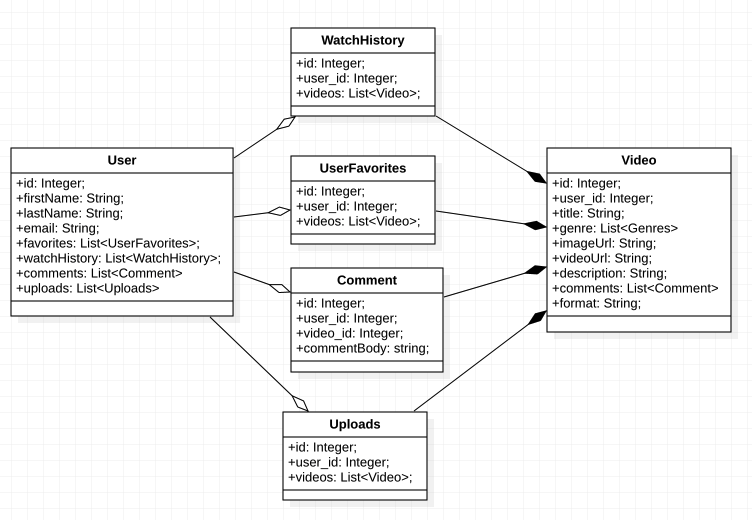 WatchHistory
+id: Integer;
+user_id: Integer;
+videos: List<Video>;
User
+id: Integer;
+firstName: String;
+lastName: String;
+email: String;
+favorites: List<UserFavorites>;
+watchHistory: List<WatchHistory>;
+comments: List<Comment>
+uploads: List<Uploads>
UserFavorites
+id: Integer;
+user_id: Integer;
+videos: List<Video>;
Video
+id: Integer;
+user_id: Integer;
+title: String;
+genre: List<Genres>
+imageUrl: String;
+videoUrl: String;
+description: String;
+comments: List<Comment>
+format: String;
Comment
+id: Integer;
+user_id: Integer;
+video_id: Integer;
+commentBody: string;
Uploads
+id: Integer;
+user_id: Integer;
+videos: List<Video>;